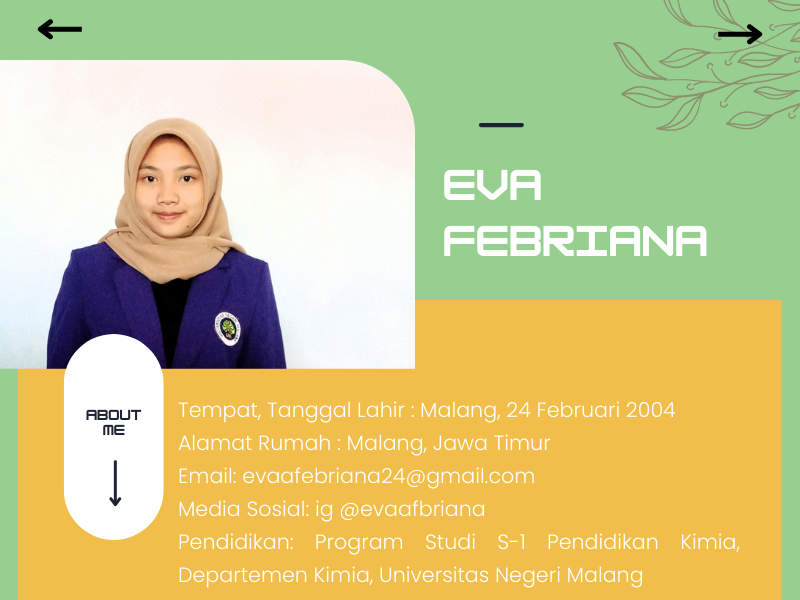 EVA
FEBRIANA
ABOUT
ME
Tempat, Tanggal Lahir : Malang, 24 Februari 2004
Alamat Rumah : Malang, Jawa Timur
Email: evaafebriana24@gmail.com
Media Sosial: ig @evaafbriana
Pendidikan: Program Studi S-1 Pendidikan Kimia,
Departemen Kimia, Universitas Negeri Malang